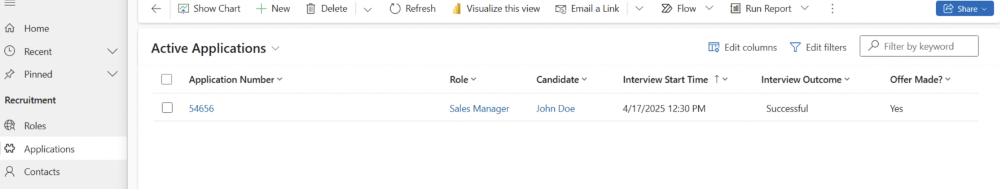 Show Chart New Delete Refresh Visualize this view Email a Link Flow Run Report Share
Home
Recent
Pinned
Recruitment
Roles
Applications
Contacts
Active Applications Edit columns Edit filters Filter by keyword
Application Number Role Candidate Interview Start Time Interview Outcome Offer Made?
54656 Sales Manager John Doe 4/17/2025 12:30 PM Successful Yes